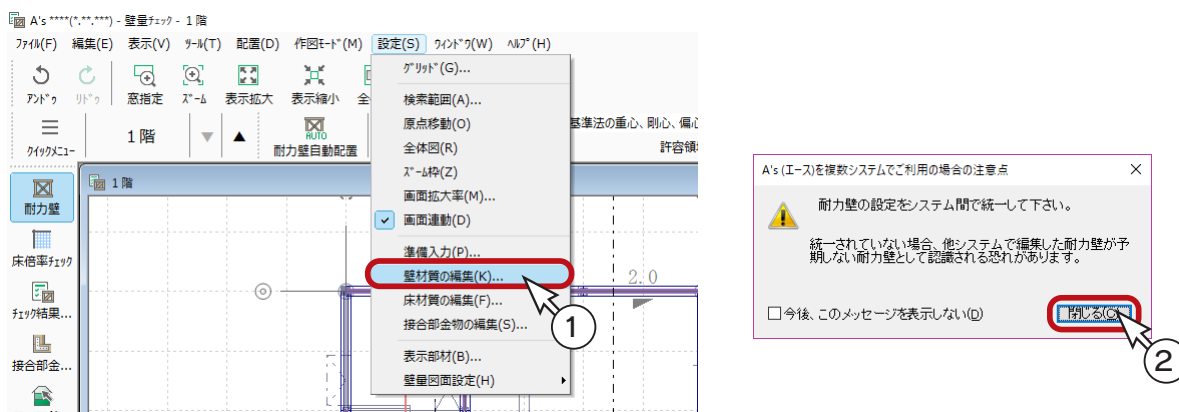 A's ****(*.**.***) - 壁量ﾁｪｯｸ - 1 階
ﾌｧｲﾙ(F) 編集(E) 表示(V) ﾂｰﾙ(T) 配置(D) 作図ﾓｰﾄﾞ(M) 設定(S) ｳｨﾝﾄﾞｳ(W) ﾍﾙﾌﾟ(H)
ｱﾝﾄﾞｩ ﾘﾄﾞｩ 窓指定 ｽﾞｰﾑ 表示拡大 表示縮小 全
ｸｲｯｸﾒﾆｭｰ 1 階 ▼ ▲ AUTO 耐力壁自動配置
基準法の重心、剛心、偏心
許容領
耐力壁
床倍率ﾁｪｯｸ
ﾁｪｯｸ結果...
接合部金...
1 階
ｸﾞﾘｯﾄﾞ(G)...
検索範囲(A)...
原点移動(O)
全体図(R)
ｽﾞｰﾑ枠(Z)
画面拡大率(M)...
画面連動(D)
準備入力(P)...
壁材質の編集(K)...
床材質の編集(F)...
接合部金物の編集(S)...
表示部材(B)...
壁量図面設定(H)
2.0
1
A's (エース)を複数システムでご利用の場合の注意点
耐力壁の設定をシステム間で統一して下さい。
統一されていない場合、他システムで編集した耐力壁が予
期しない耐力壁として認識される恐れがあります。
今後、このメッセージを表示しない(D)
閉じる(C)
2